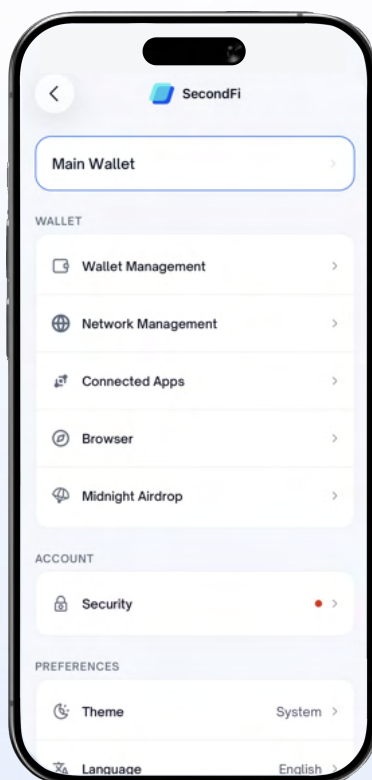 SecondFi
Main Wallet
WALLET
Wallet Management
Network Management
Connected Apps
Browser
Midnight Airdrop
ACCOUNT
Security
PREFERENCES
Theme System
Language English